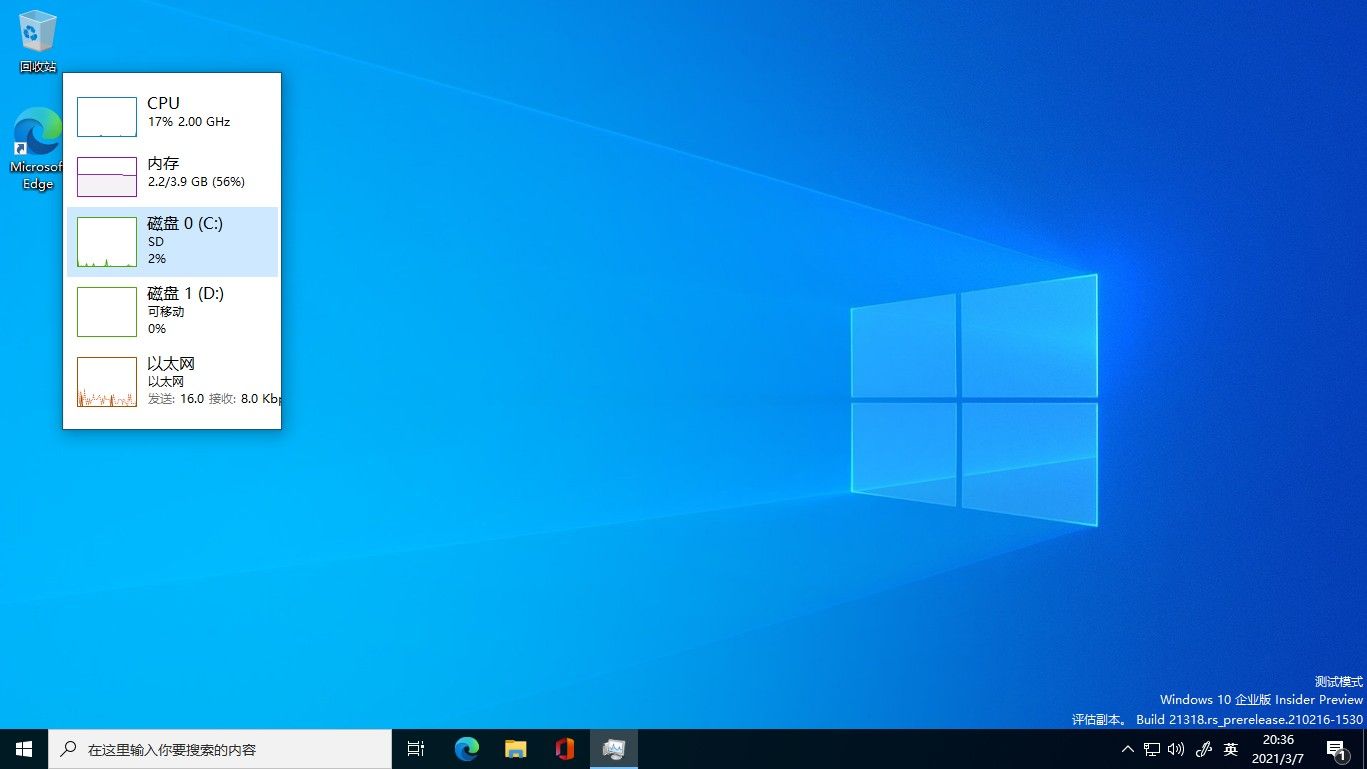 回收站
Microsof
Edge
CPU
17% 2.00 GHz
内存
2.2/3.9 GB (56%)
磁盘 0 (C:)
SD
2%
磁盘 1 (D:)
可移动
0%
以太网
以太网
发送: 16.0 接收: 8.0 Kbp
测试模式
Windows 10 企业版 Insider Preview
评估副本。 Build 21318.rs_prerelease.210216-1530
在这里输入你要搜索的内容
英
20:36
2021/3/7
1